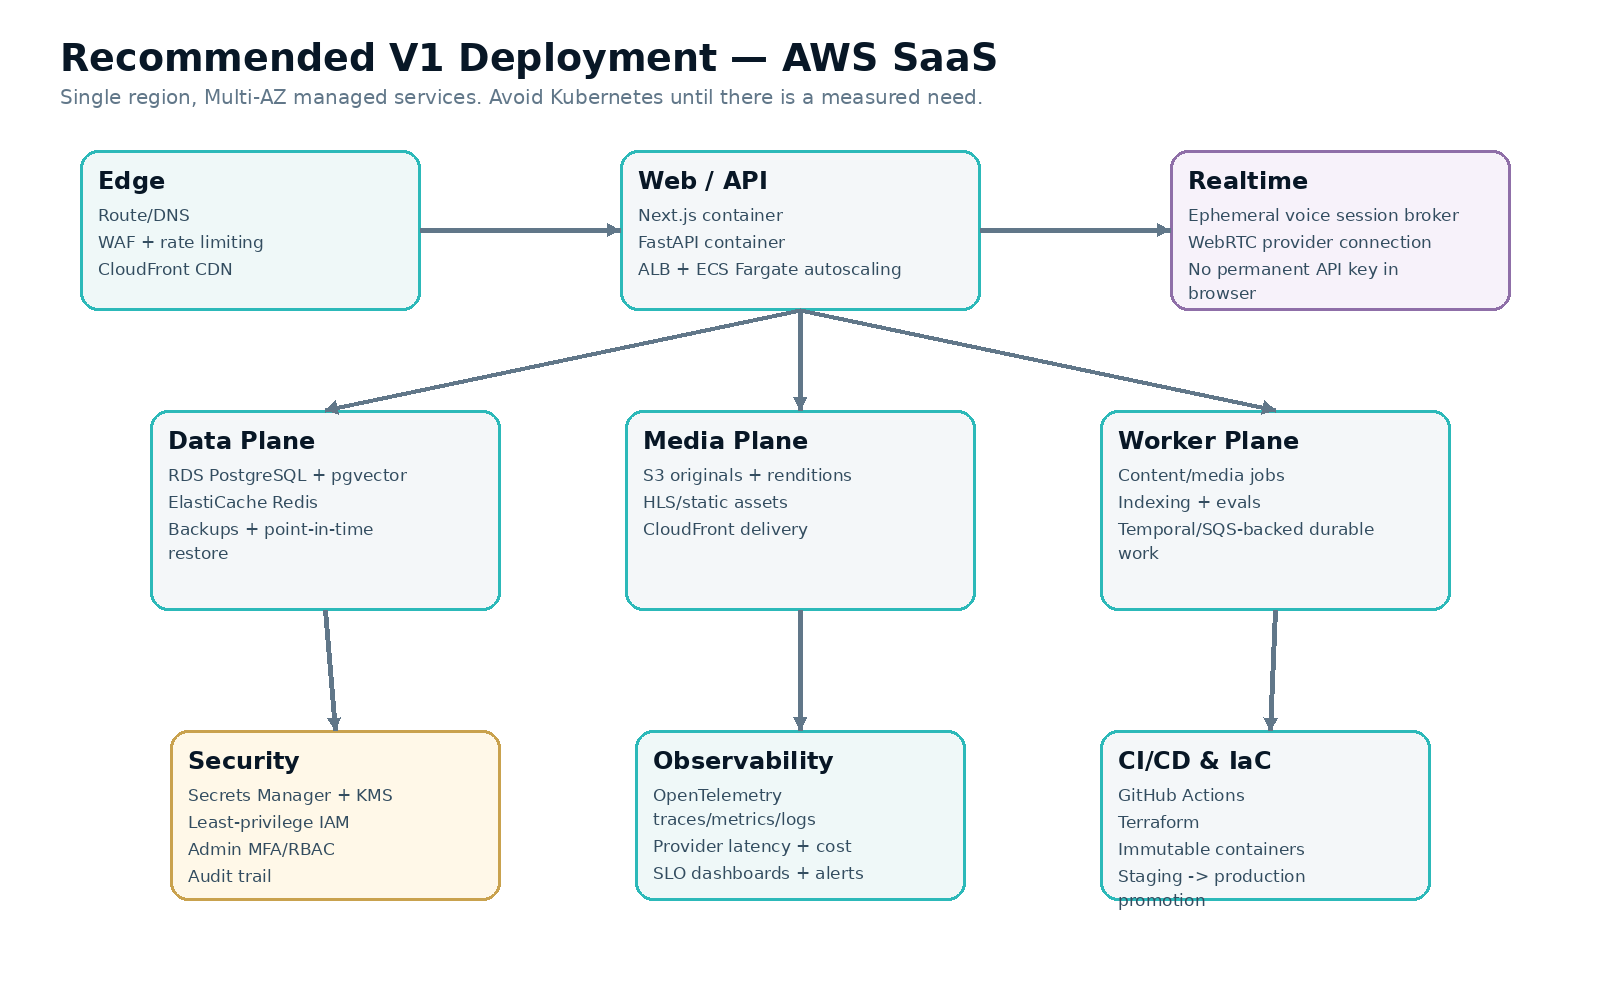 Recommended V1 Deployment — AWS SaaS
Single region, Multi-AZ managed services. Avoid Kubernetes until there is a measured need.
Edge
Route/DNS
WAF + rate limiting
CloudFront CDN
Web / API
Next.js container
FastAPI container
ALB + ECS Fargate autoscaling
Realtime
Ephemeral voice session broker
WebRTC provider connection
No permanent API key in
browser
Data Plane
RDS PostgreSQL + pgvector
ElastiCache Redis
Backups + point-in-time
restore
Media Plane
S3 originals + renditions
HLS/static assets
CloudFront delivery
Worker Plane
Content/media jobs
Indexing + evals
Temporal/SQS-backed durable
work
Security
Secrets Manager + KMS
Least-privilege IAM
Admin MFA/RBAC
Audit trail
Observability
OpenTelemetry
traces/metrics/logs
Provider latency + cost
SLO dashboards + alerts
CI/CD & IaC
GitHub Actions
Terraform
Immutable containers
Staging -> production
promotion